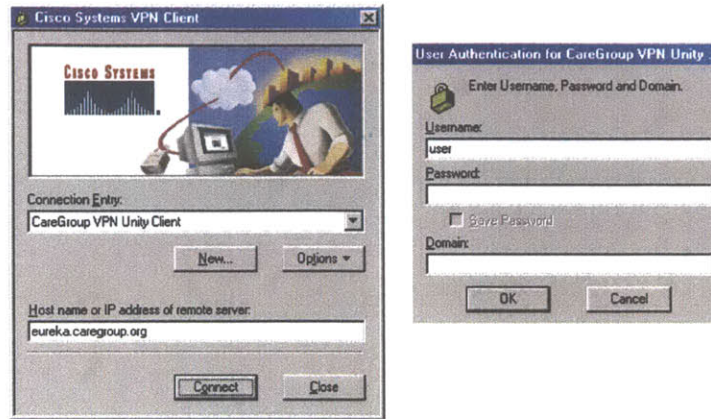 Cisco Systems VPN Client
CISCO SYSTEMS
Connection Entry:
CareGroup VPN Unity Client
New...
Options
Host name or IP address of remote server:
eureka.caregroup.org
Connect
Close
User Authentication for CareGroup VPN Unity
Enter Username, Password and Domain.
Username:
user
Password:
Save Password
Domain:
OK
Cancel